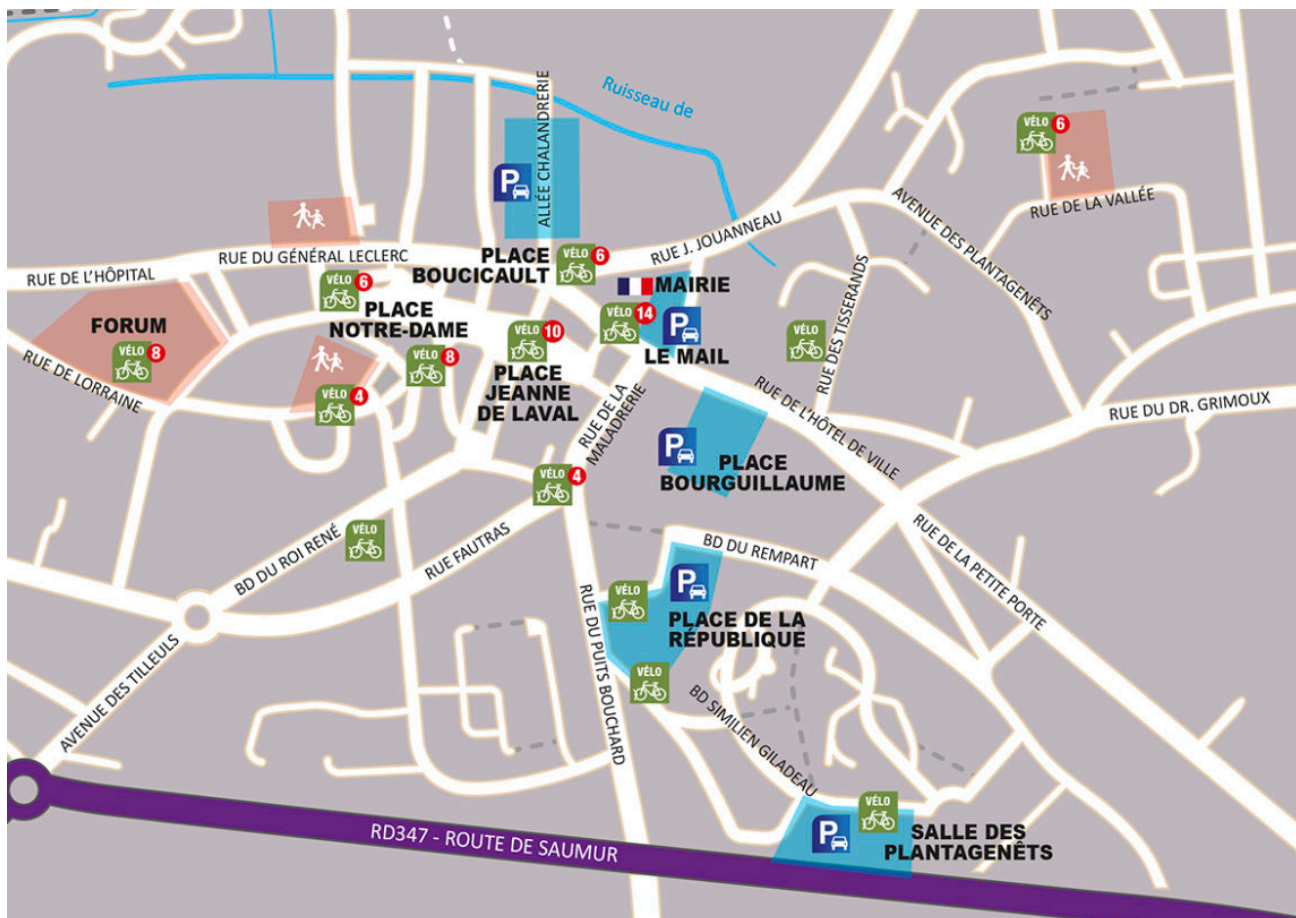 Ruisseau de
ALLÉE CHALANDRERIE
P
VÉLO 6
AVENUE DES PLANTAGENÊTS
RUE DE LA VALLÉE
RUE DU GÉNÉRAL LECLERC
RUE DE L'HÔPITAL
PLACE
BOUCICAULT
VÉLO 6
RUE J. JOUANNEAU
MAIRIE
VÉLO 14
P
LE MAIL
VÉLO 6
PLACE
NOTRE-DAME
FORUM
VÉLO 8
RUE DE LORRAINE
VÉLO 4
VÉLO 8
VÉLO 10
PLACE
JEANNE
DE LAVAL
RUE DE LA
MALADRERIE
VÉLO
RUE DES TISSERANDS
RUE DE L'HÔTEL DE VILLE
RUE DU DR. GRIMOUX
P
PLACE
BOURGUILLAUME
VÉLO 4
VÉLO
BD DU ROI RENÉ
RUE FAUTRAS
BD DU REMPART
RUE DE LA PETITE PORTE
VÉLO
P
PLACE DE LA
RÉPUBLIQUE
VÉLO
RUE DU PUITS BOUCHARD
AVENUE DES TILLEULS
BD SIMILIEN GILADEAU
RD347 - ROUTE DE SAUMUR
P
VÉLO
SALLE DES
PLANTAGENÊTS